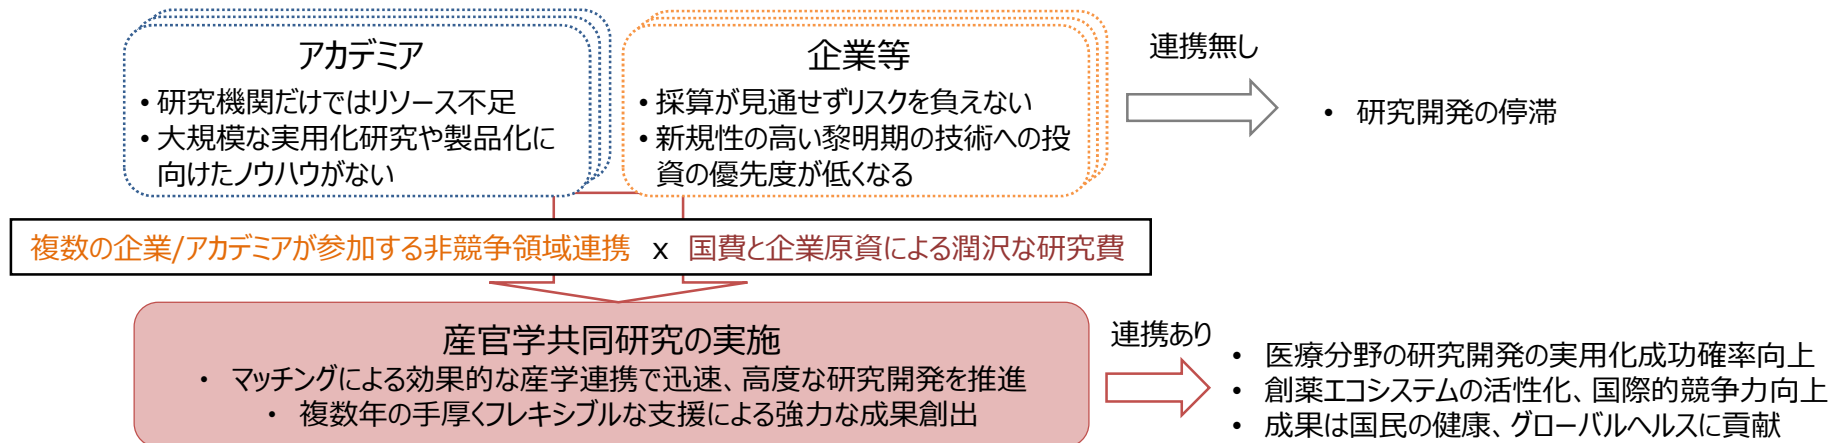 アカデミア
• 研究機関だけではリソース不足
• 大規模な実用化研究や製品化に
向けたノウハウがない
企業等
• 採算が見通せずリスクを負えない
• 新規性の高い黎明期の技術への投
資の優先度が低くなる
連携無し
• 研究開発の停滞
複数の企業/アカデミアが参加する非競争領域連携 x 国費と企業原資による潤沢な研究費
産官学共同研究の実施
• マッチングによる効果的な産学連携で迅速、高度な研究開発を推進
• 複数年の手厚くフレキシブルな支援による強力な成果創出
連携あり
• 医療分野の研究開発の実用化成功確率向上
• 創薬エコシステムの活性化、国際的競争力向上
• 成果は国民の健康、グローバルヘルスに貢献